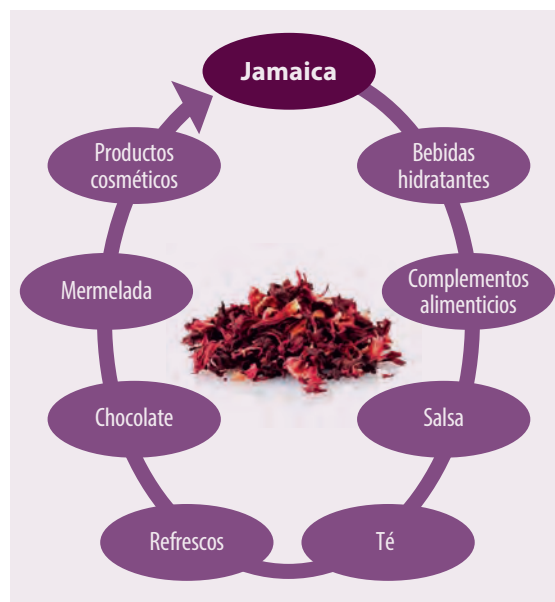 Jamaica
Bebidas
hidratantes
Complementos
alimenticios
Salsa
Té
Refrescos
Chocolate
Mermelada
Productos
cosméticos